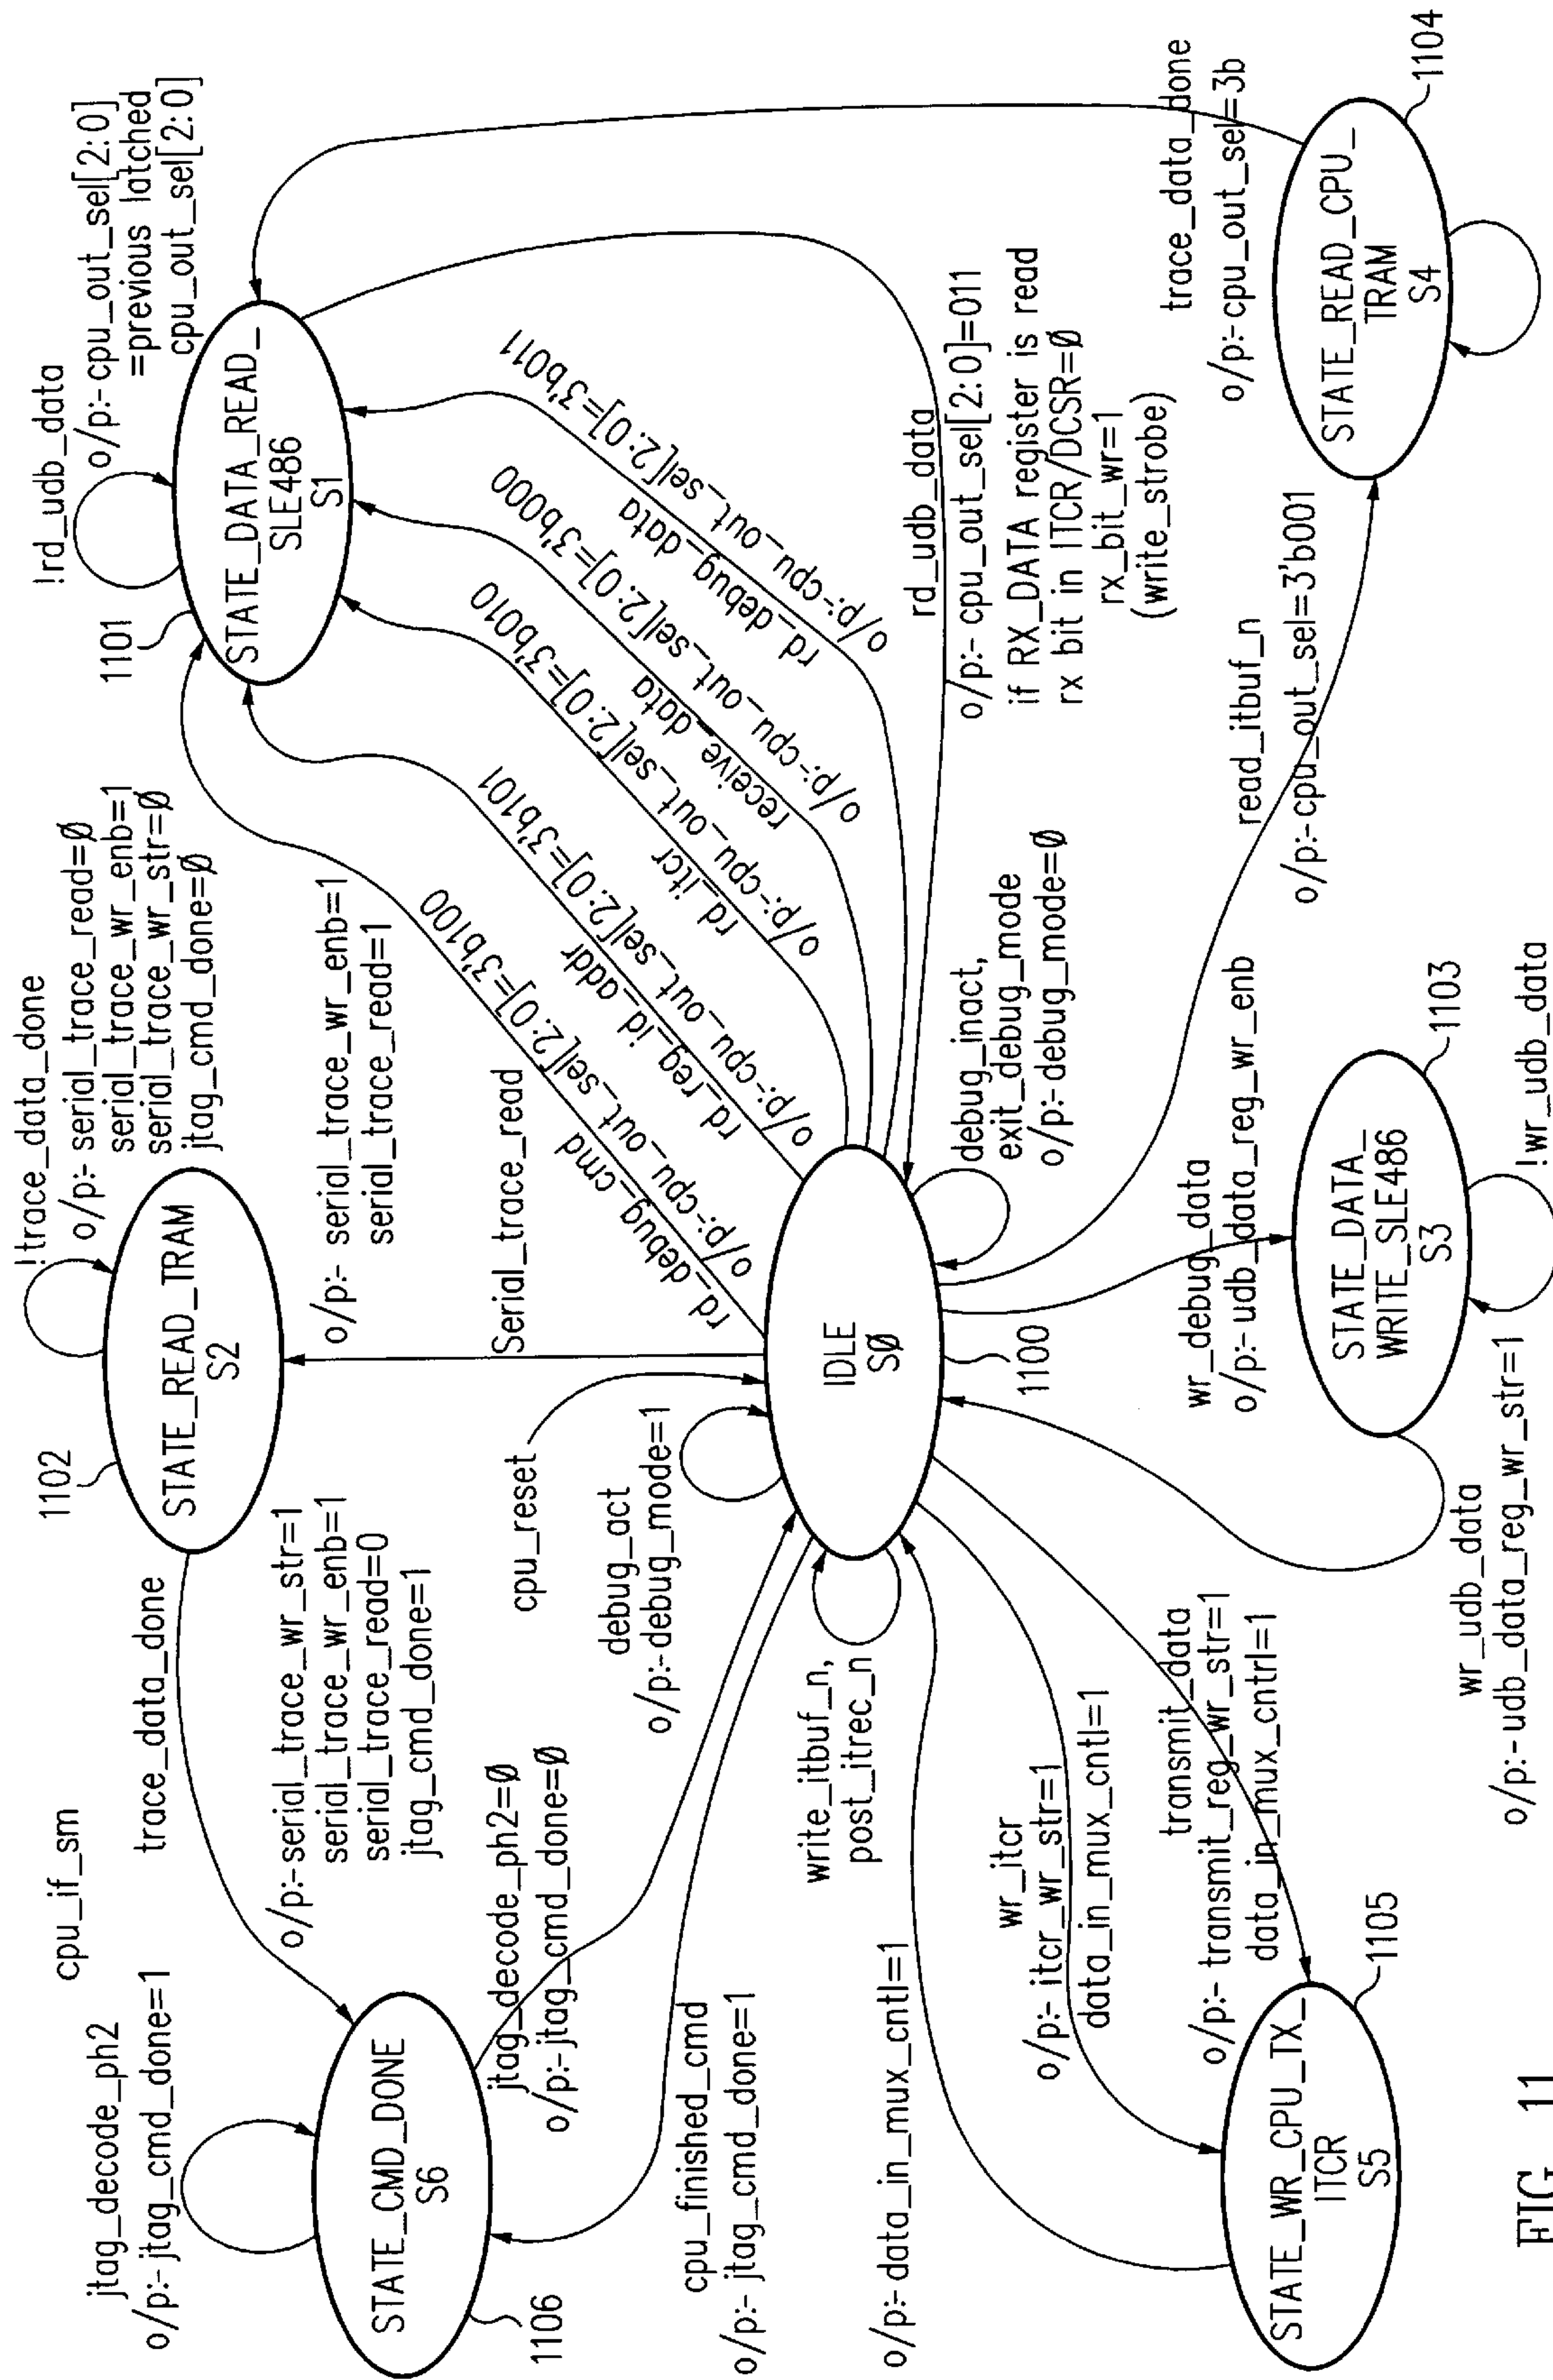 cpu_if_sm
jtag_decode_ph2
o/p:-jtag_cmd_done=1
STATE_CMD_DONE
S6
1106
trace_data_done
o/p:-serial_trace_wr_str=1
serial_trace_wr_enb=1
serial_trace_read=0
jtag_cmd_done=1
1102
STATE_READ_TRAM
S2
!trace_data_done
o/p:- serial_trace_read=Ø
serial_trace_wr_enb=1
serial_trace_wr_str=Ø
jtag_cmd_done=Ø
o/p:- serial_trace_wr_enb=1
serial_trace_read=1
Serial_trace_read
1101
STATE_DATA_READ_
SLE486
S1
!rd_udb_data
o/p:-cpu_out_sel[2:0]
=previous latched
cpu_out_sel[2:0]
rd_debug_cmd
o/p:-cpu_out_sel[2:0]=3'b100
rd_reg_id_addr
o/p:-cpu_out_sel[2:0]=3'b101
rd_itcr
o/p:-cpu_out_sel[2:0]=3'b010
receive_data
o/p:-cpu_out_sel[2:0]=3'b000
rd_debug_data
o/p:-cpu_out_sel[2:0]=3'b011
rd_udb_data
o/p:- cpu_out_sel[2:0]=011
if RX_DATA register is read
rx bit in ITCR/DCSR=Ø
rx_bit_wr=1
(write_strobe)
cpu_reset
debug_act
o/p:-debug_mode=1
jtag_decode_ph2=Ø
o/p:-jtag_cmd_done=Ø
cpu_finished_cmd
o/p:- jtag_cmd_done=1
write_itbuf_n,
post_itrec_n
IDLE
SØ
1100
debug_inact,
exit_debug_mode
o/p:-debug_mode=Ø
o/p:-data_in_mux_cntl=1
wr_itcr
o/p:- itcr_wr_str=1
data_in_mux_cntl=1
transmit_data
o/p:- transmit_reg_wr_str=1
data_in_mux_cntrl=1
STATE_WR_CPU_TX_
ITCR
S5
1105
wr_debug_data
o/p:-udb_data_reg_wr_enb
STATE_DATA_
WRITE_SLE486
S3
1103
!wr_udb_data
wr_udb_data
o/p:-udb_data_reg_wr_str=1
read_itbuf_n
o/p:-cpu_out_sel=3'b001
trace_data_done
o/p:-cpu_out_sel=3b
STATE_READ_CPU_
TRAM
S4
1104
FIG. 11